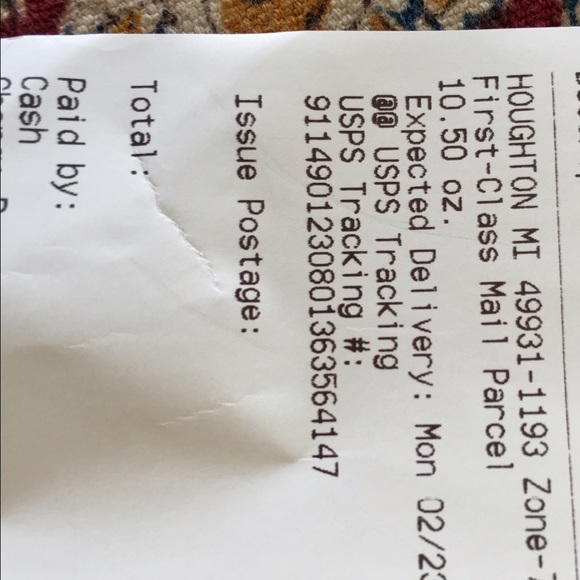 HOUGHTON MI 49931-1193 Zone-7
First-Class Mail Parcel
10.50 oz.
Expected Delivery: Mon 02/23
@@ USPS Tracking
USPS Tracking #:
9114901230801363564147
Issue Postage:
Total:
Paid by:
Cash